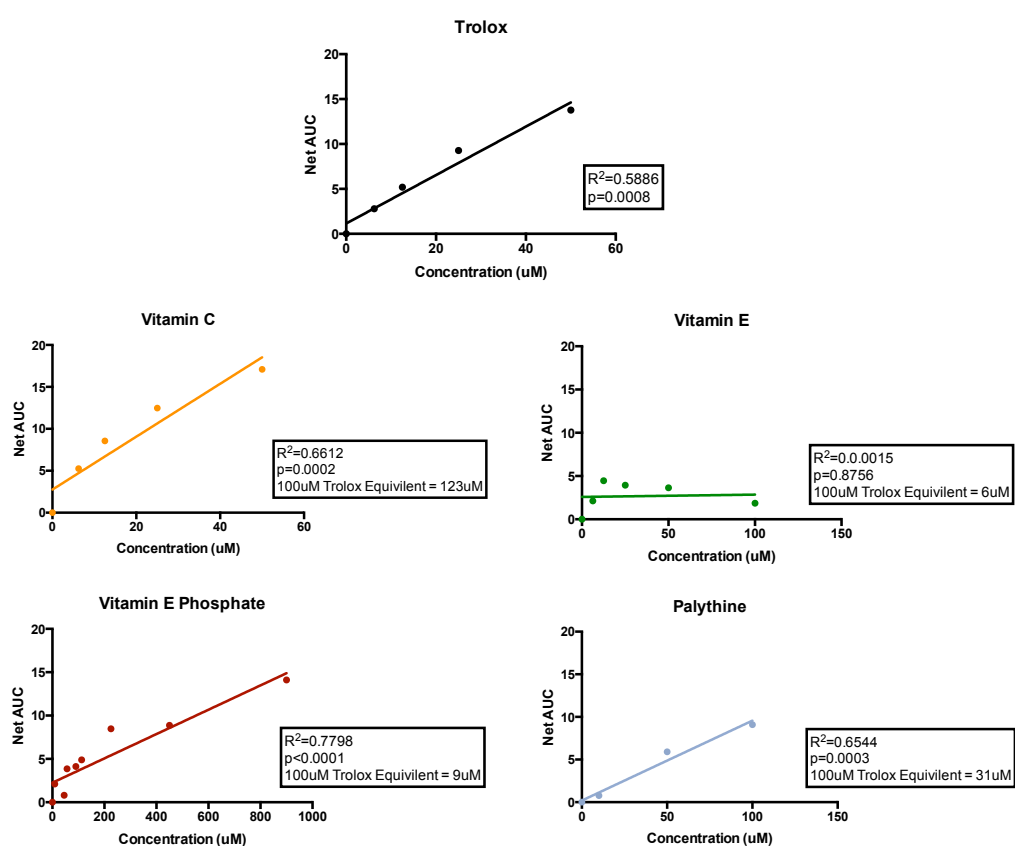 Trolox
20
15
10
5
0
Net AUC
0 20 40 60
Concentration (uM)
R²=0.5886
p=0.0008
Vitamin C
20
15
10
5
0
Net AUC
0 20 40 60
Concentration (uM)
R²=0.6612
p=0.0002
100uM Trolox Equivilent = 123uM
Vitamin E
20
15
10
5
0
Net AUC
0 50 100 150
Concentration (uM)
R²=0.0.0015
p=0.8756
100uM Trolox Equivilent = 6uM
Vitamin E Phosphate
20
15
10
5
0
Net AUC
0 200 400 600 800 1000
Concentration (uM)
R²=0.7798
p<0.0001
100uM Trolox Equivilent = 9uM
Palythine
20
15
10
5
0
Net AUC
0 50 100 150
Concentration (uM)
R²=0.6544
p=0.0003
100uM Trolox Equivilent = 31uM